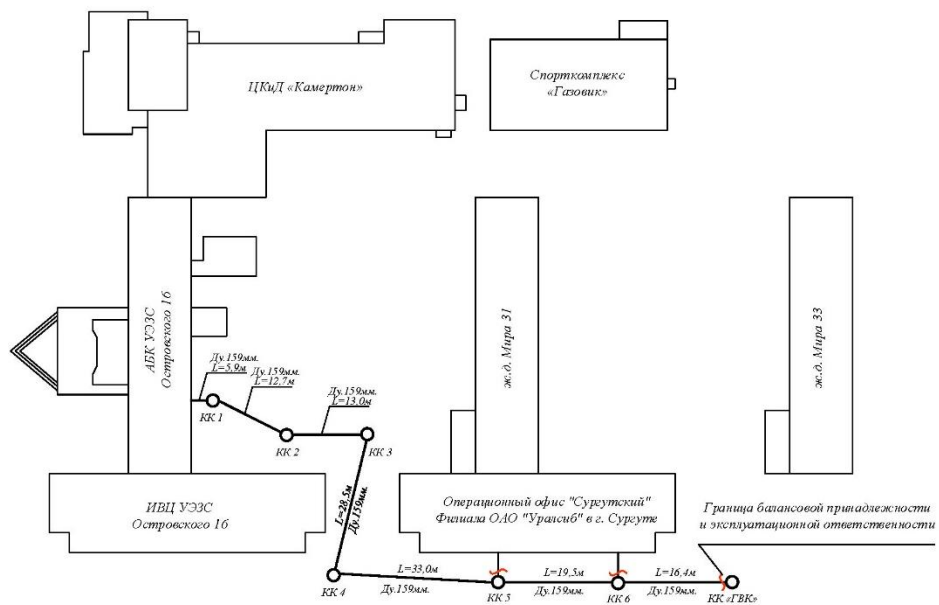 ЦКиД «Камертон»
Спорткомплекс
«Газовик»
АБК УЭЗС
Островского 16
ж.д. Мира 31
ж.д. Мира 33
Ду.159мм.
L=5,9м
Ду.159мм.
L=12,7м
Ду.159мм.
L=13,0м
КК 1
КК 2
КК 3
L=28,5м
Ду.159мм.
ИВЦ УЭЗС
Островского 16
Операционный офис "Сургутский"
Филиала ОАО "Уралсиб" в г. Сургуте
Граница балансовой принадлежности
и эксплуатационной ответственности
L=33,0м
Ду.159мм.
L=19,5м
Ду.159мм.
L=16,4м
Ду.159мм.
КК 4
КК 5
КК 6
КК «ГВК»